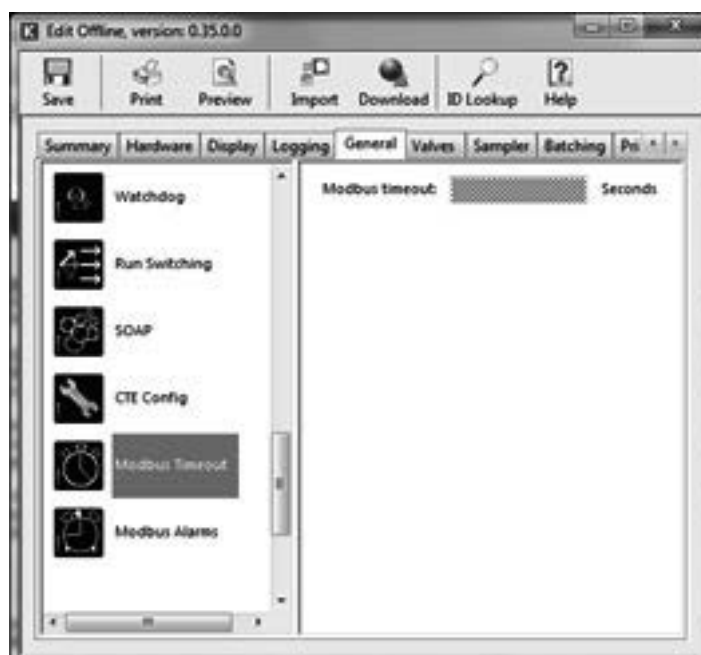 K Edit Offline, version: 0.35.0.0
Save Print Preview Import Download ID Lookup Help
Summary Hardware Display Logging General Valves Sampler Batching Pri
Watchdog
Modbus timeout: Seconds
Run Switching
SOAP
CTE Config
Modbus Timeout
Modbus Alarms